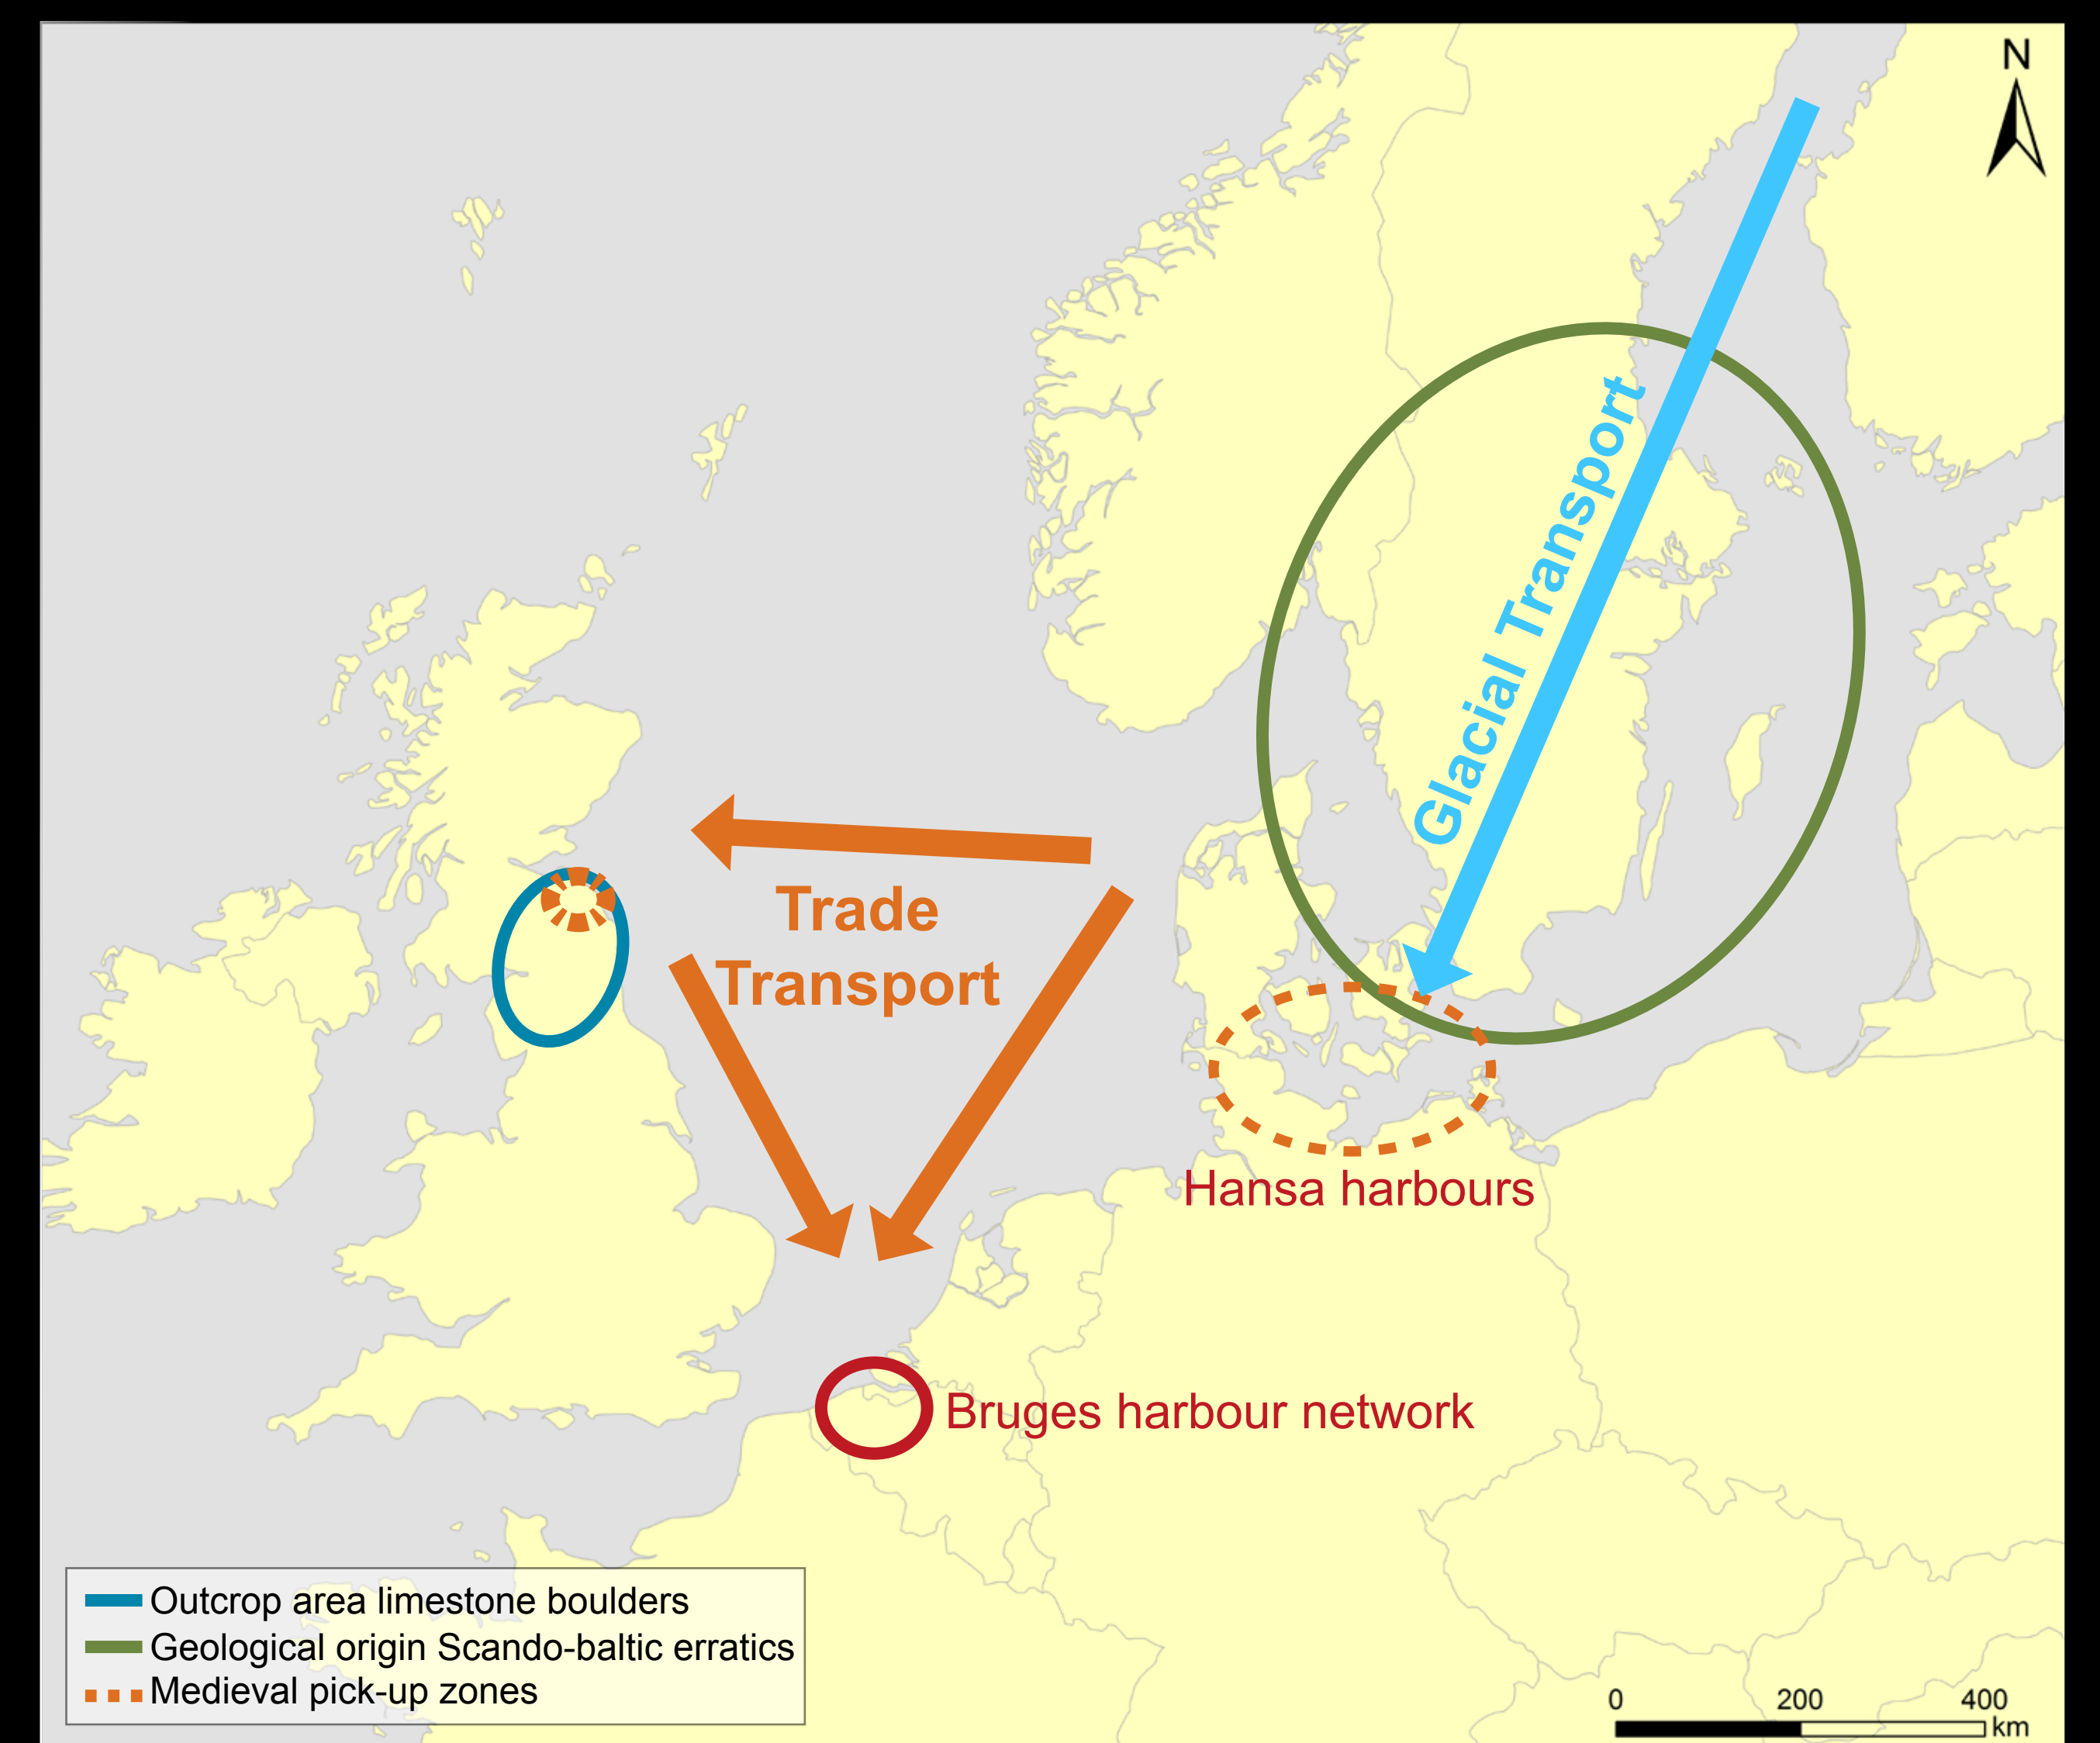 N
Glacial Transport
Trade
Transport
Hansa harbours
Bruges harbour network
Outcrop area limestone boulders
Geological origin Scando-baltic erratics
Medieval pick-up zones
0 200 400
km